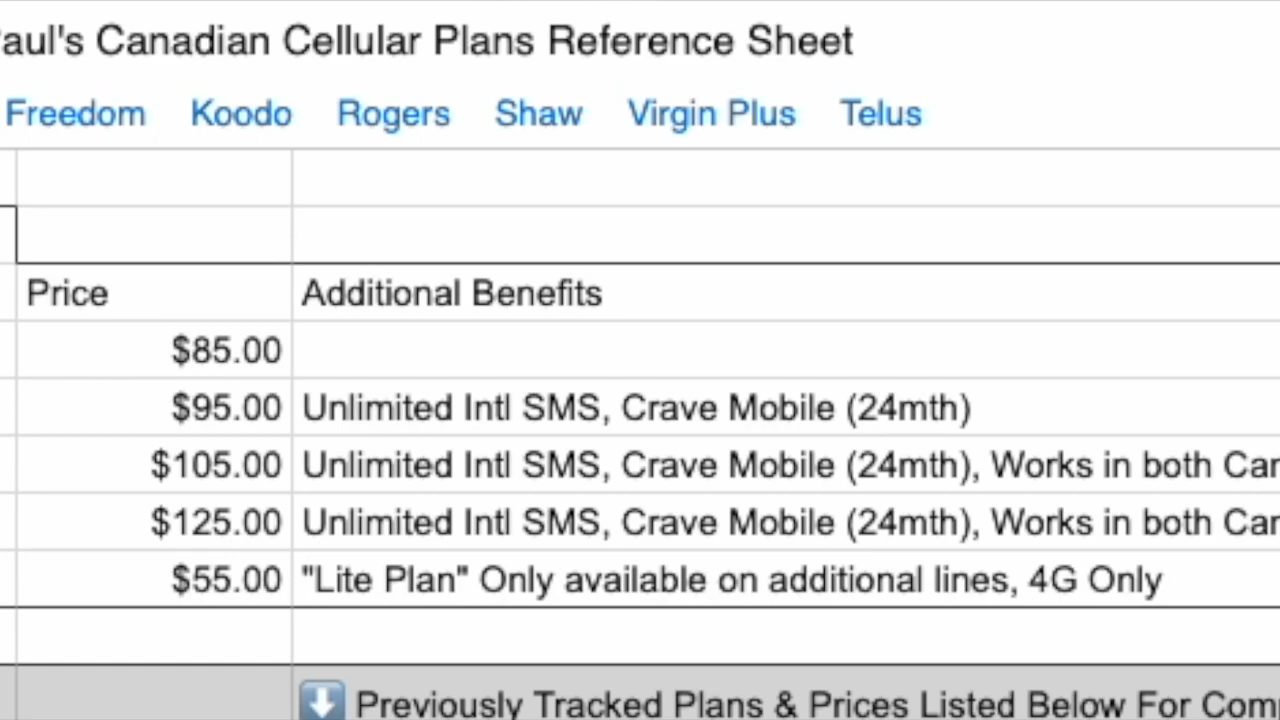 aul's Canadian Cellular Plans Reference Sheet
Freedom Koodo Rogers Shaw Virgin Plus Telus
Price Additional Benefits
$85.00
$95.00 Unlimited Intl SMS, Crave Mobile (24mth)
$105.00 Unlimited Intl SMS, Crave Mobile (24mth), Works in both Can
$125.00 Unlimited Intl SMS, Crave Mobile (24mth), Works in both Can
$55.00 "Lite Plan" Only available on additional lines, 4G Only
Previously Tracked Plans & Prices Listed Below For Com